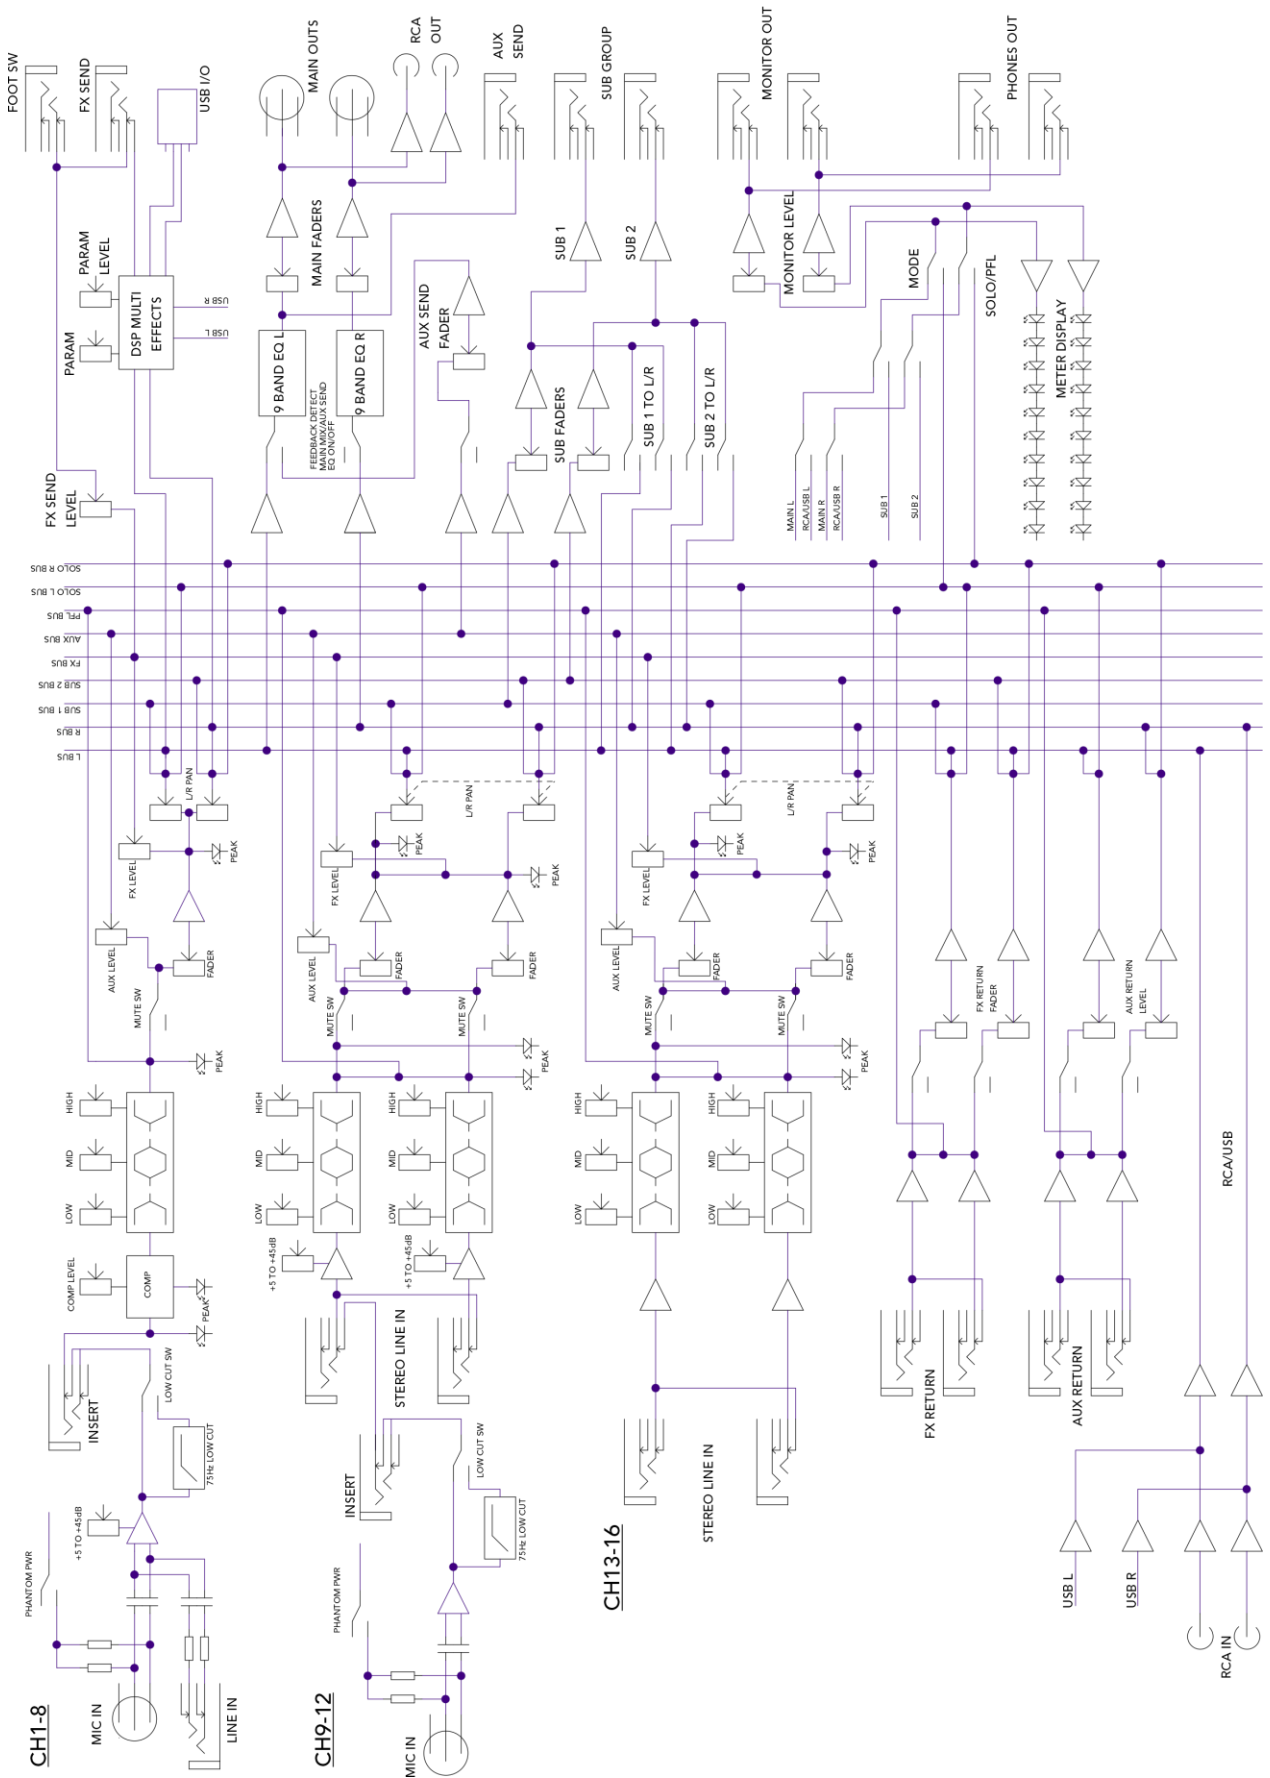 FOOT SW
FX SEND
USB I/O
MAIN OUTS
RCA
OUT
AUX
SEND
SUB GROUP
MONITOR OUT
PHONES OUT
PARAM
LEVEL
PARAM
DSP MULTI
EFFECTS
USB R
USB L
MAIN FADERS
9 BAND EQ L
9 BAND EQ R
FEEDBACK DETECT
MAIN MIX/AUX SEND
EQ ON/OFF
AUX SEND
FADER
SUB 1
SUB 2
SUB FADERS
SUB 1 TO L/R
SUB 2 TO L/R
MONITOR LEVEL
MODE
SOLO/PFL
METER DISPLAY
MAIN L
RCA/USB L
MAIN R
RCA/USB R
SUB 1
SUB 2
FX SEND
LEVEL
SOLO R BUS
SOLO L BUS
PFL BUS
AUX BUS
FX BUS
SUB 2 BUS
SUB 1 BUS
R BUS
L BUS
L/R PAN
FX LEVEL
PEAK
AUX LEVEL
FADER
MUTE SW
PEAK
HIGH
MID
LOW
COMP LEVEL
COMP
PEAK
INSERT
LOW CUT SW
75Hz LOW CUT
+5 TO +45dB
PHANTOM PWR
MIC IN
LINE IN
CH1-8
L/R PAN
FX LEVEL
PEAK
PEAK
AUX LEVEL
FADER
FADER
MUTE SW
MUTE SW
PEAK
PEAK
HIGH
MID
LOW
HIGH
MID
LOW
+5 TO +45dB
+5 TO +45dB
STEREO LINE IN
INSERT
LOW CUT SW
75Hz LOW CUT
PHANTOM PWR
MIC IN
CH9-12
L/R PAN
FX LEVEL
PEAK
PEAK
AUX LEVEL
FADER
FADER
MUTE SW
MUTE SW
PEAK
PEAK
HIGH
MID
LOW
HIGH
MID
LOW
STEREO LINE IN
CH13-16
FX RETURN
FADER
AUX RETURN
LEVEL
FX RETURN
AUX RETURN
RCA/USB
USB L
USB R
RCA IN